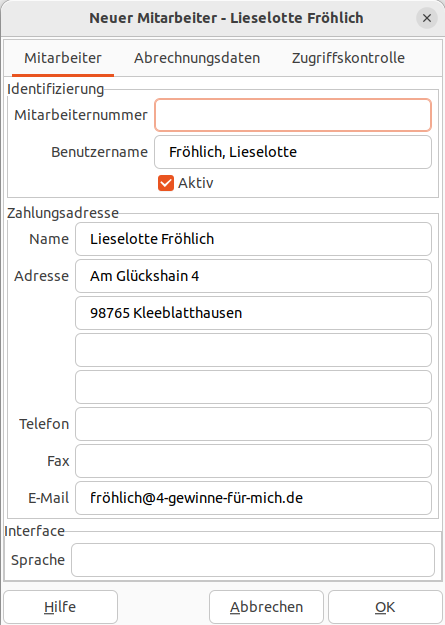 Neuer Mitarbeiter - Lieselotte Fröhlich
Mitarbeiter Abrechnungsdaten Zugriffskontrolle
Identifizierung
Mitarbeiternummer
Benutzername Fröhlich, Lieselotte
Aktiv
Zahlungsadresse
Name Lieselotte Fröhlich
Adresse Am Glückshain 4
98765 Kleeblatthausen
Telefon
Fax
E-Mail fröhlich@4-gewinne-für-mich.de
Interface
Sprache
Hilfe Abbrechen OK